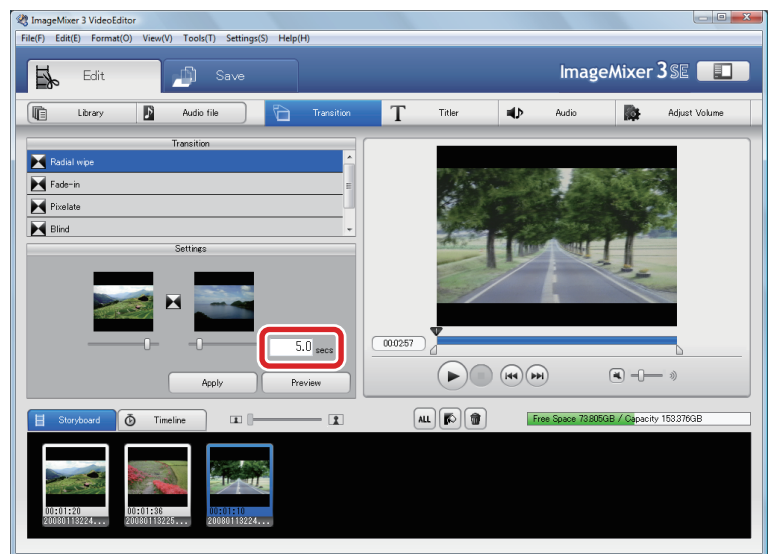 ImageMixer 3 VideoEditor
File(F) Edit(E) Format(O) View(V) Tools(T) Settings(S) Help(H)
Edit Save ImageMixer 3 SE
Library Audio file Transition Titler Audio Adjust Volume
Transition
Radial wipe
Fade-in
Pixelate
Blind
Settings
5.0 secs
Apply Preview
00:02:57
Storyboard Timeline ALL Free Space 73.805GB / Capacity 153.376GB
00:01:20 00:01:36 00:01:10
20080113224... 20080113225... 20080113224...